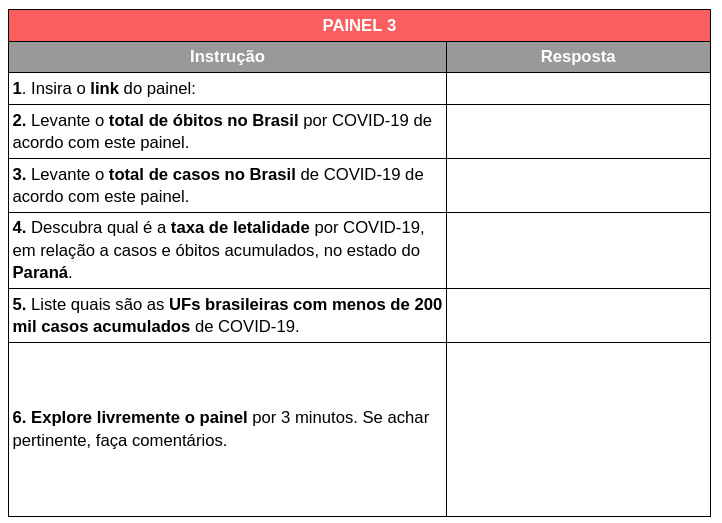 PAINEL 3
Instrução Resposta
1. Insira o link do painel:
2. Levante o total de óbitos no Brasil por COVID-19 de
acordo com este painel.
3. Levante o total de casos no Brasil de COVID-19 de
acordo com este painel.
4. Descubra qual é a taxa de letalidade por COVID-19,
em relação a casos e óbitos acumulados, no estado do
Paraná.
5. Liste quais são as UFs brasileiras com menos de 200
mil casos acumulados de COVID-19.
6. Explore livremente o painel por 3 minutos. Se achar
pertinente, faça comentários.